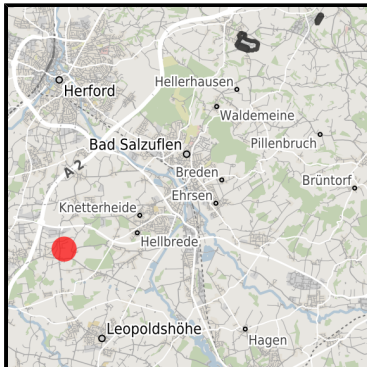 Hellerhausen
Herford
Waldemeine
Pillenbruch
Bad Salzuflen
A 2
Breden
Brüntorf
Ehrsen
Knetterheide
Hellbrede
Leopoldshöhe
Hagen